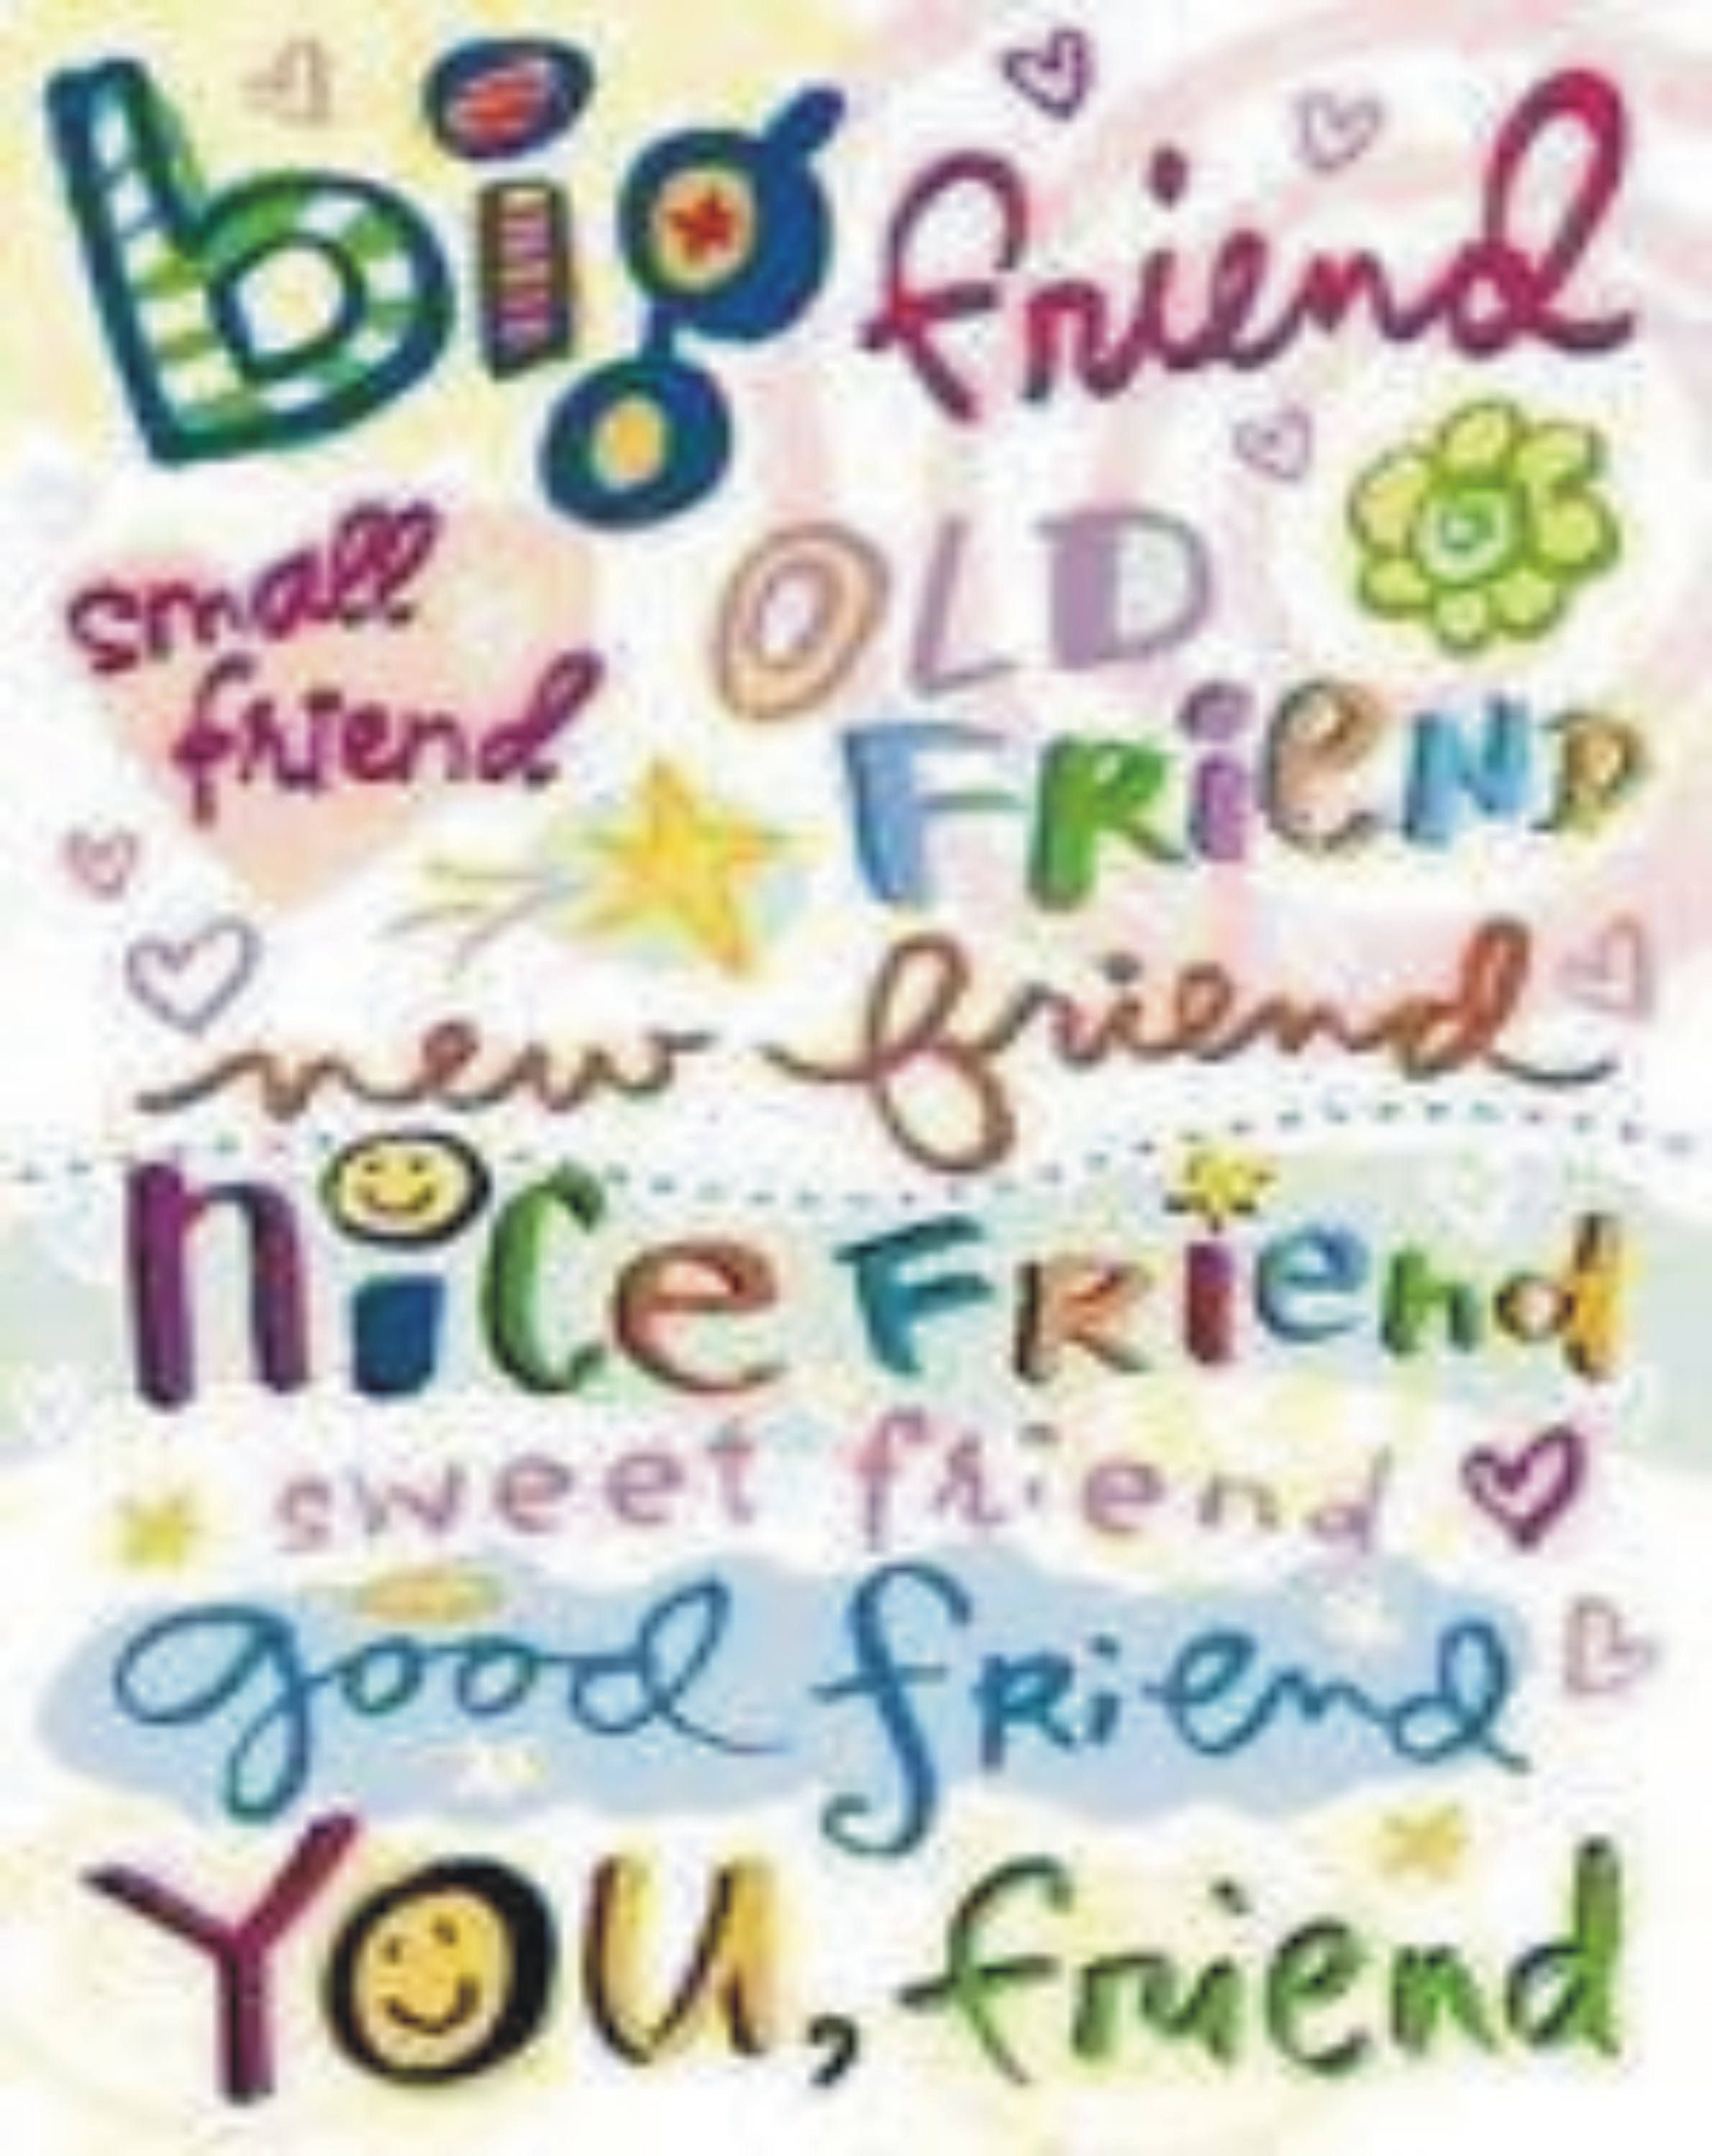 big friend
small
friend
OLD
FRieND
new friend
nice FRiend
sweet friend
good fRiend
YOU, friend